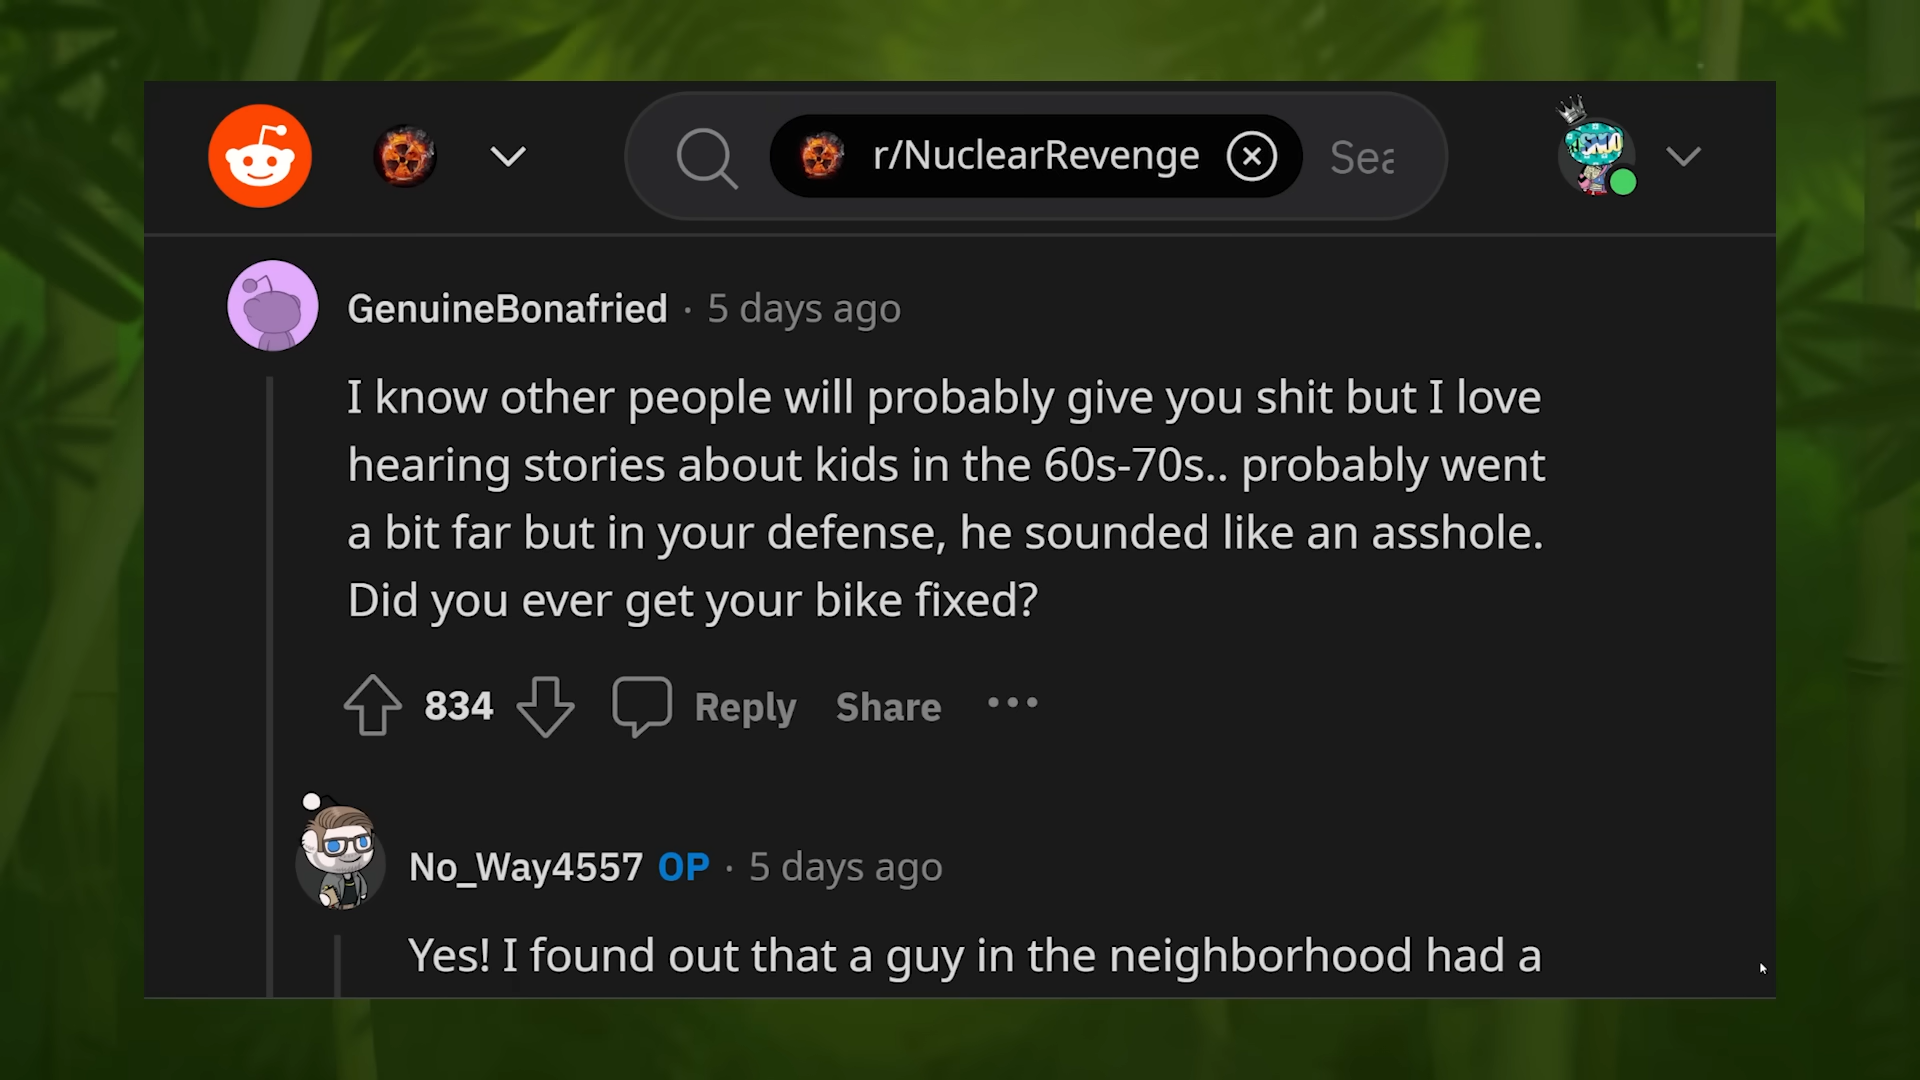 r/NuclearRevenge Sea
GenuineBonafried · 5 days ago
I know other people will probably give you shit but I love
hearing stories about kids in the 60s-70s.. probably went
a bit far but in your defense, he sounded like an asshole.
Did you ever get your bike fixed?
834 Reply Share ...
No_Way4557 OP · 5 days ago
Yes! I found out that a guy in the neighborhood had a